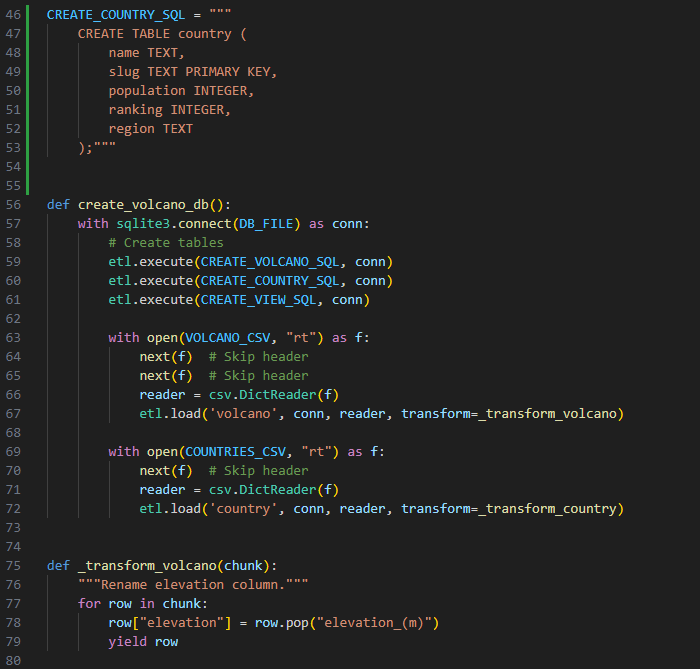 46 CREATE_COUNTRY_SQL = """
47     CREATE TABLE country (
48         name TEXT,
49         slug TEXT PRIMARY KEY,
50         population INTEGER,
51         ranking INTEGER,
52         region TEXT
53     );"""
54
55
56 def create_volcano_db():
57     with sqlite3.connect(DB_FILE) as conn:
58         # Create tables
59         etl.execute(CREATE_VOLCANO_SQL, conn)
60         etl.execute(CREATE_COUNTRY_SQL, conn)
61         etl.execute(CREATE_VIEW_SQL, conn)
62
63         with open(VOLCANO_CSV, "rt") as f:
64             next(f)  # Skip header
65             next(f)  # Skip header
66             reader = csv.DictReader(f)
67             etl.load('volcano', conn, reader, transform=_transform_volcano)
68
69         with open(COUNTRIES_CSV, "rt") as f:
70             next(f)  # Skip header
71             reader = csv.DictReader(f)
72             etl.load('country', conn, reader, transform=_transform_country)
73
74
75 def _transform_volcano(chunk):
76     """Rename elevation column."""
77     for row in chunk:
78         row["elevation"] = row.pop("elevation_(m)")
79         yield row
80